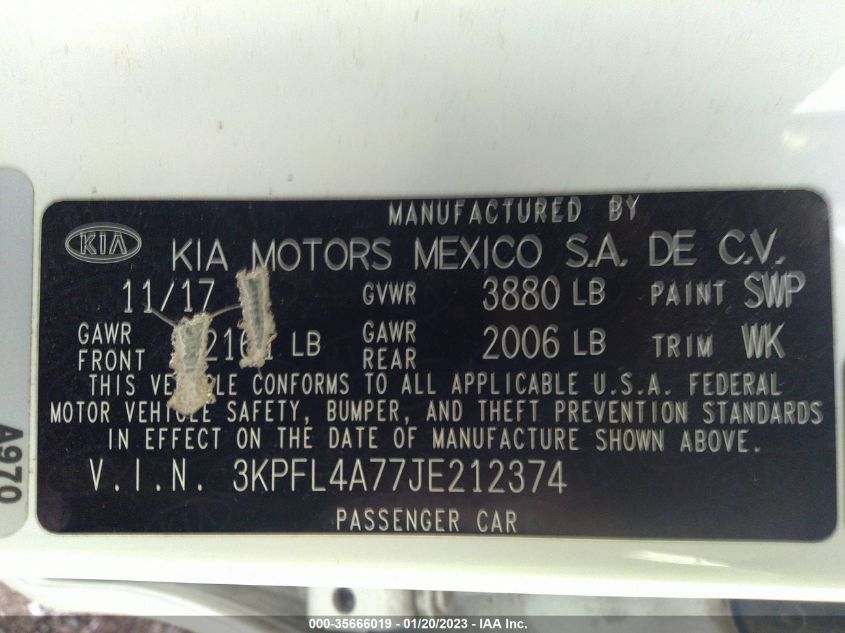 MANUFACTURED BY
KIA KIA MOTORS MEXICO S.A. DE C.V.
11/17 GVWR 3880 LB PAINT SWP
GAWR FRONT LB GAWR REAR 2006 LB TRIM WK
THIS VEHICLE CONFORMS TO ALL APPLICABLE U.S.A. FEDERAL
MOTOR VEHICLE SAFETY, BUMPER, AND THEFT PREVENTION STANDARDS
IN EFFECT ON THE DATE OF MANUFACTURE SHOWN ABOVE.
V.I.N. 3KPFL4A77JE212374
PASSENGER CAR
A970
000-35666019 - 01/20/2023 - IAA Inc.